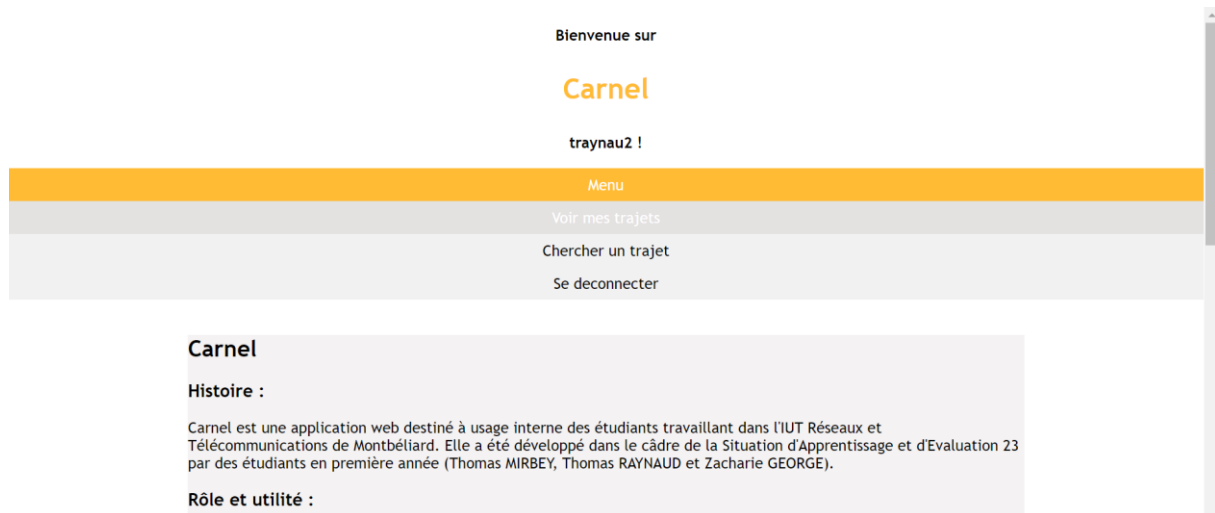 Bienvenue sur
Carnel
traynau2 !
Menu
Voir mes trajets
Chercher un trajet
Se deconnecter
Carnel
Histoire :
Carnel est une application web destiné à usage interne des étudiants travaillant dans l'IUT Réseaux et
Télécommunications de Montbéliard. Elle a été développé dans le câdre de la Situation d'Apprentissage et d'Evaluation 23
par des étudiants en première année (Thomas MIRBEY, Thomas RAYNAUD et Zacharie GEORGE).
Rôle et utilité :